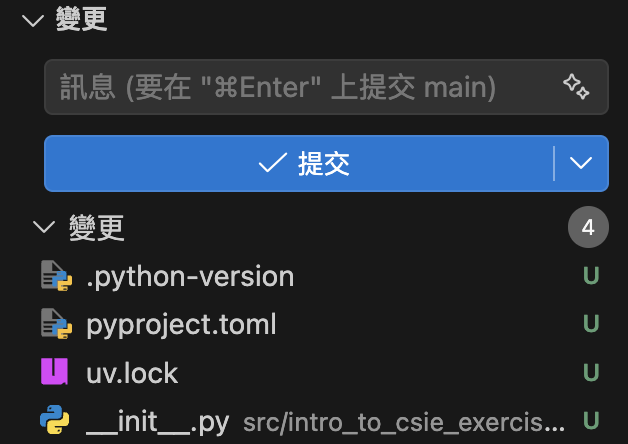 變更
訊息 (要在 "⌘Enter" 上提交 main)
提交
變更 4
.python-version U
pyproject.toml U
uv.lock U
__init__.py src/intro_to_csie_exercis... U